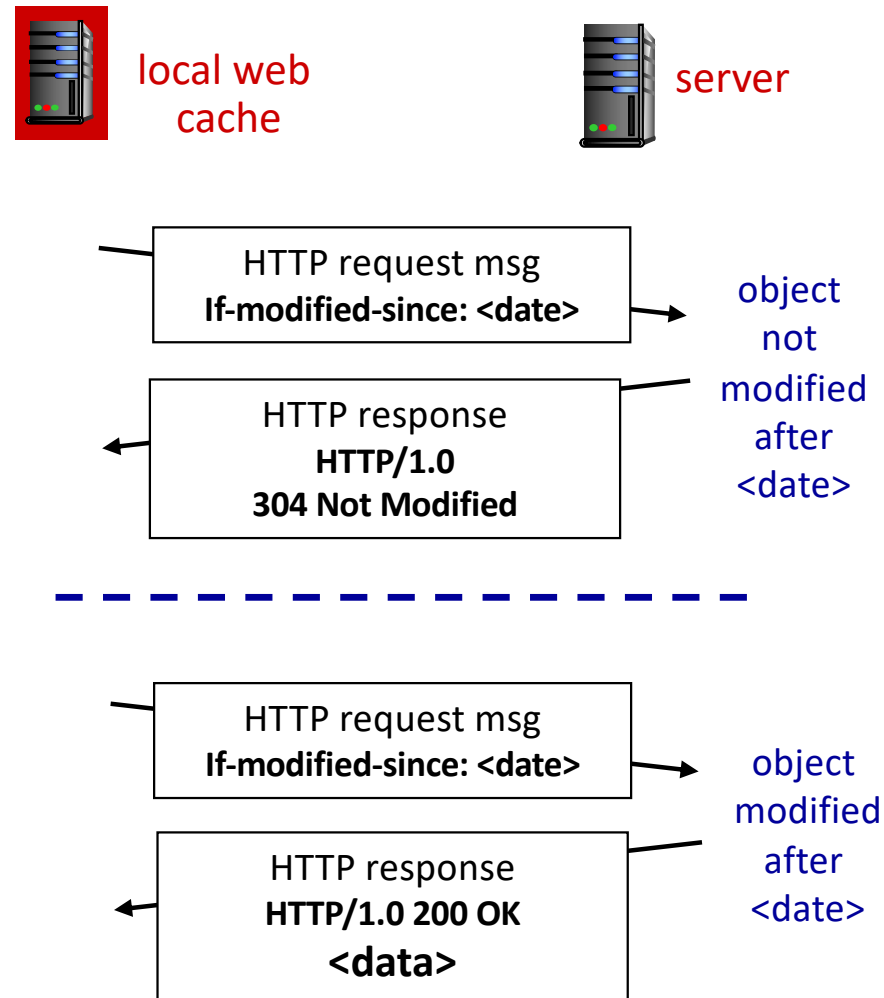 local web
cache
server
HTTP request msg
If-modified-since: <date>
object
not
modified
after
<date>
HTTP response
HTTP/1.0
304 Not Modified
HTTP request msg
If-modified-since: <date>
object
modified
after
<date>
HTTP response
HTTP/1.0 200 OK
<data>